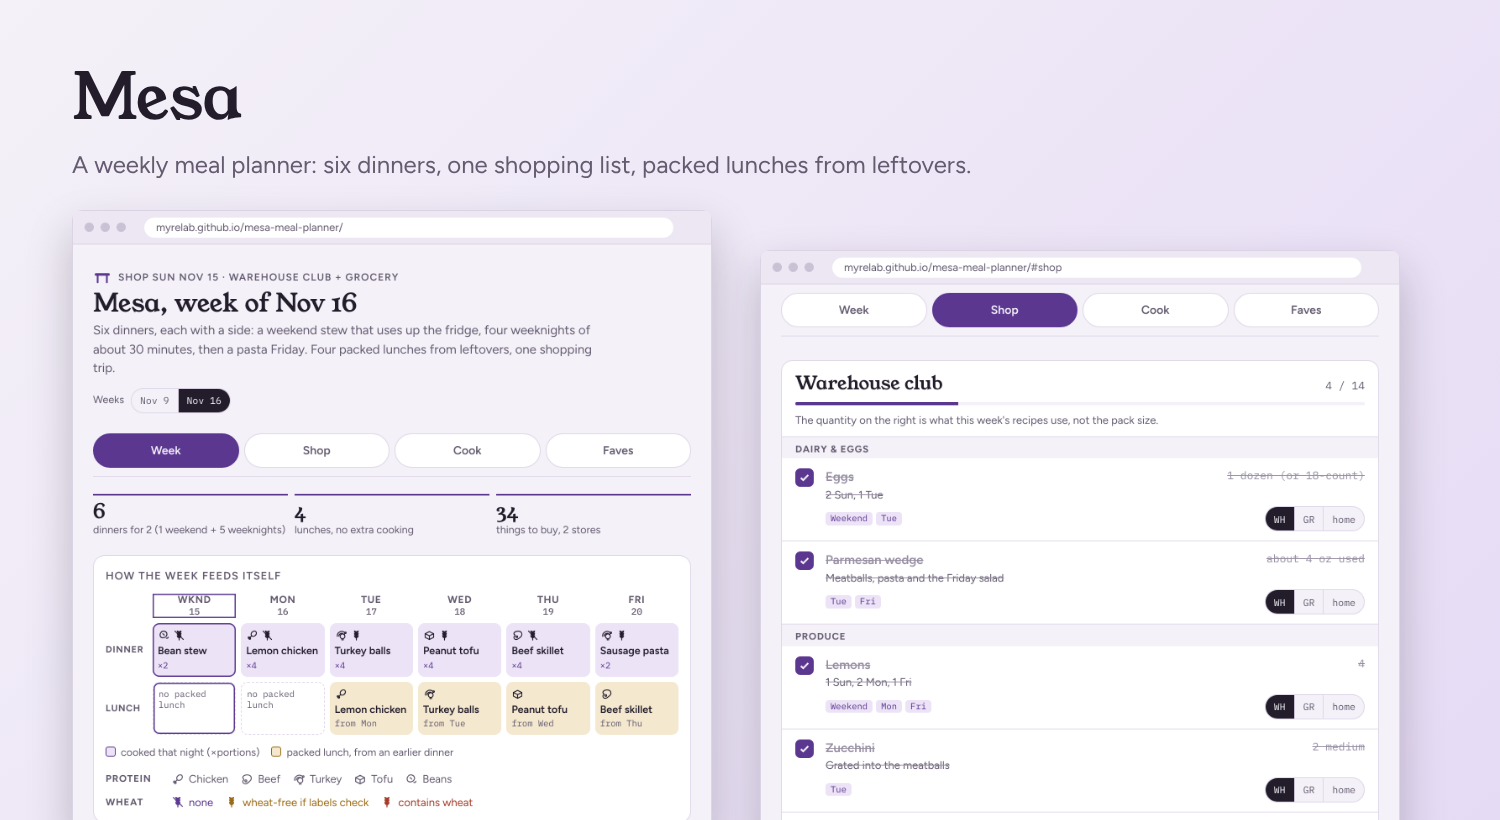 Mesa
A weekly meal planner: six dinners, one shopping list, packed lunches from leftovers.
myrelab.github.io/mesa-meal-planner/
SHOP SUN NOV 15 · WAREHOUSE CLUB + GROCERY
Mesa, week of Nov 16
Six dinners, each with a side: a weekend stew that uses up the fridge, four weeknights of
about 30 minutes, then a pasta Friday. Four packed lunches from leftovers, one shopping
trip.
Weeks Nov 9 Nov 16
Week Shop Cook Faves
6 4 34
dinners for 2 (1 weekend + 5 weeknights) lunches, no extra cooking things to buy, 2 stores
HOW THE WEEK FEEDS ITSELF
WKND MON TUE WED THU FRI
15 16 17 18 19 20
DINNER Bean stew Lemon chicken Turkey balls Peanut tofu Beef skillet Sausage pasta
×2 ×4 ×4 ×4 ×4 ×2
LUNCH
no packed lunch
no packed lunch
Lemon chicken Turkey balls Peanut tofu Beef skillet
from Mon from Tue from Wed from Thu
cooked that night (×portions) packed lunch, from an earlier dinner
PROTEIN Chicken Beef Turkey Tofu Beans
WHEAT none wheat-free if labels check contains wheat
myrelab.github.io/mesa-meal-planner/#shop
Week Shop Cook Faves
Warehouse club 4 / 14
The quantity on the right is what this week's recipes use, not the pack size.
DAIRY & EGGS
Eggs 1 dozen (or 18-count)
2 Sun, 1 Tue
Weekend Tue WH GR home
Parmesan wedge about 4 oz used
Meatballs, pasta and the Friday salad
Tue Fri WH GR home
PRODUCE
Lemons 4
1 Sun, 2 Mon, 1 Fri
Weekend Mon Fri WH GR home
Zucchini 2 medium
Grated into the meatballs
Tue WH GR home